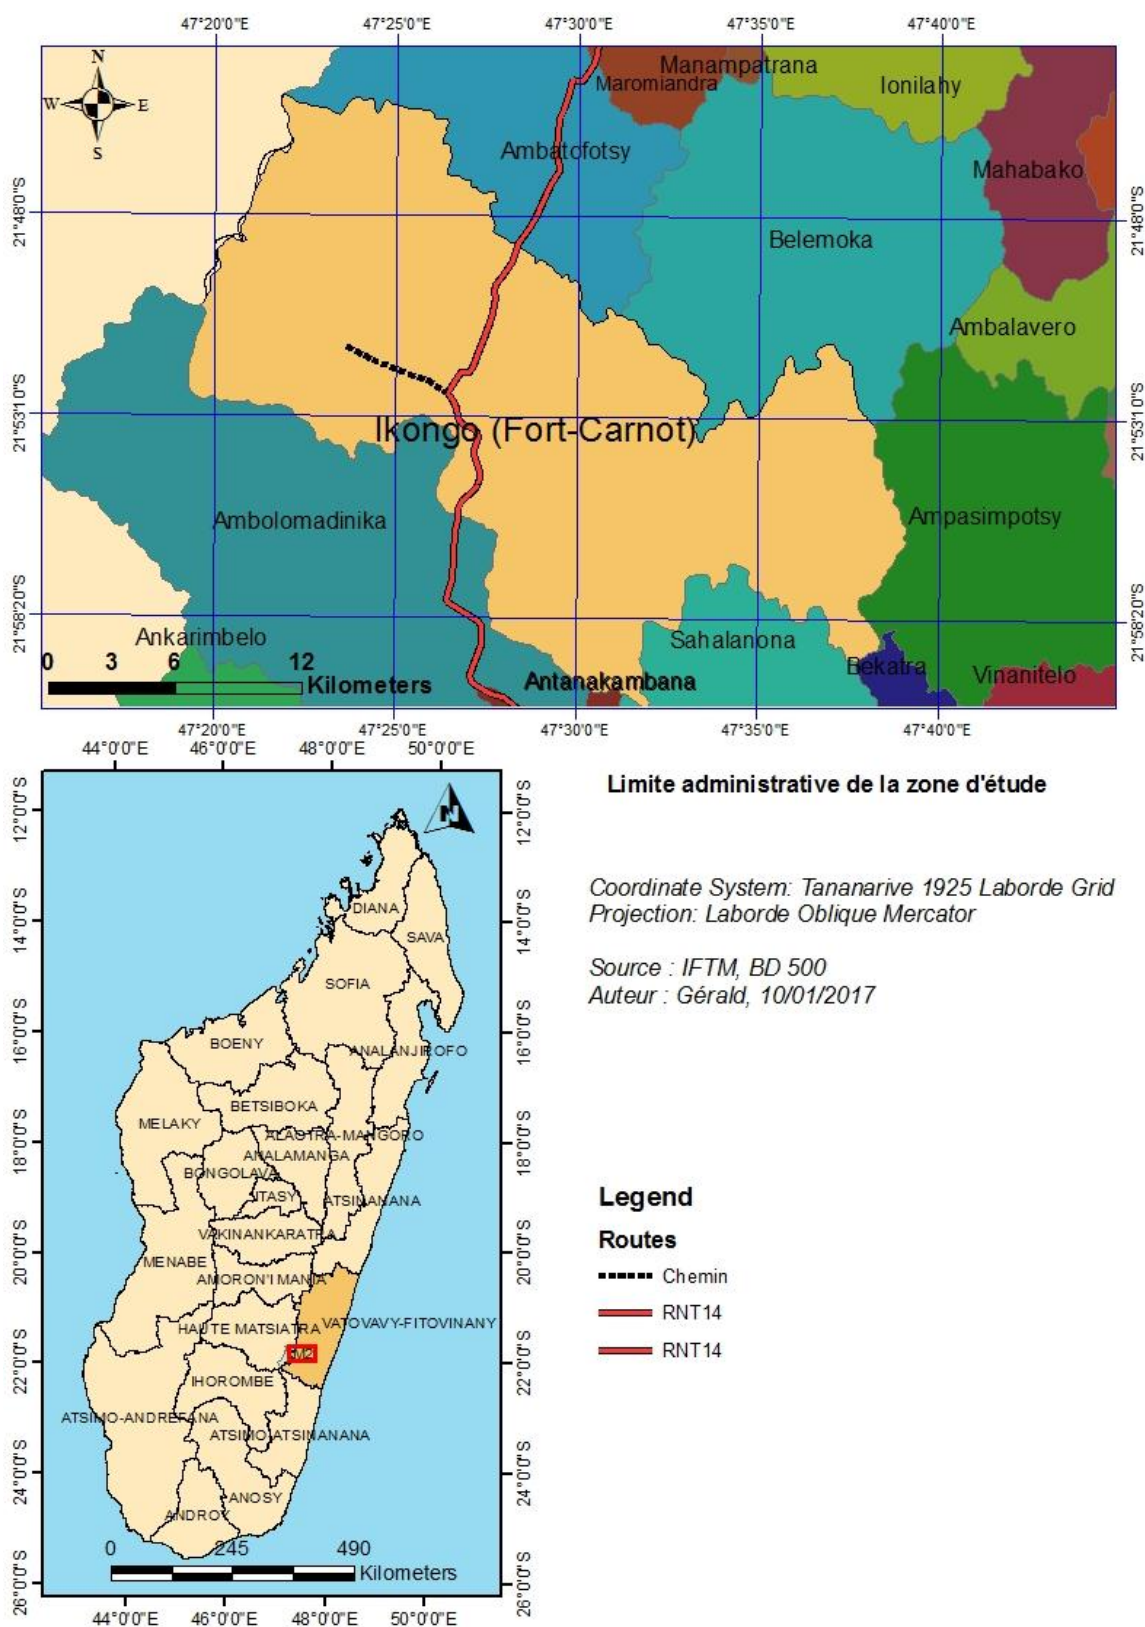 47°20'0"E 47°25'0"E 47°30'0"E 47°35'0"E 47°40'0"E
N
W E
S
Manampatrana
Maromiandra
Ionilahy
Ambatofotsy
Mahabako
21°48'0"S
21°48'0"S
Belemoka
Ambalavero
21°53'10"S
21°53'10"S
Ikongo (Fort-Carnot)
Ambolomadinika
Ampasimpotsy
21°58'20"S
21°58'20"S
Ankarimbelo
Sahalanona
Bekatra
Vinanitelo
Antanakambana
0 3 6 12
Kilometers
47°20'0"E 47°25'0"E 47°30'0"E 47°35'0"E 47°40'0"E
44°0'0"E 46°0'0"E 48°0'0"E 50°0'0"E
N
12°0'0"S
12°0'0"S
DIANA
14°0'0"S
14°0'0"S
SAVA
SOFIA
16°0'0"S
16°0'0"S
BOENY
ANALANJIROFO
BETSIBOKA
MELAKY
18°0'0"S
18°0'0"S
ALAOTRA-MANGORO
ANALAMANGA
BONGOLAVA
ITASY
ATSINANANA
VAKINANKARATRA
20°0'0"S
20°0'0"S
MENABE
AMORON'I MANIA
VATOVAVY-FITOVINANY
HAUTE MATSIATRA
M2
22°0'0"S
22°0'0"S
IHOROMBE
ATSIMO-ANDREFANA
ATSIMO-ATSINANANA
24°0'0"S
24°0'0"S
ANOSY
ANDROY
0 245 490
Kilometers
26°0'0"S
26°0'0"S
44°0'0"E 46°0'0"E 48°0'0"E 50°0'0"E
Limite administrative de la zone d'étude
Coordinate System: Tananarive 1925 Laborde Grid
Projection: Laborde Oblique Mercator
Source : IFTM, BD 500
Auteur : Gérald, 10/01/2017
Legend
Routes
Chemin
RNT14
RNT14